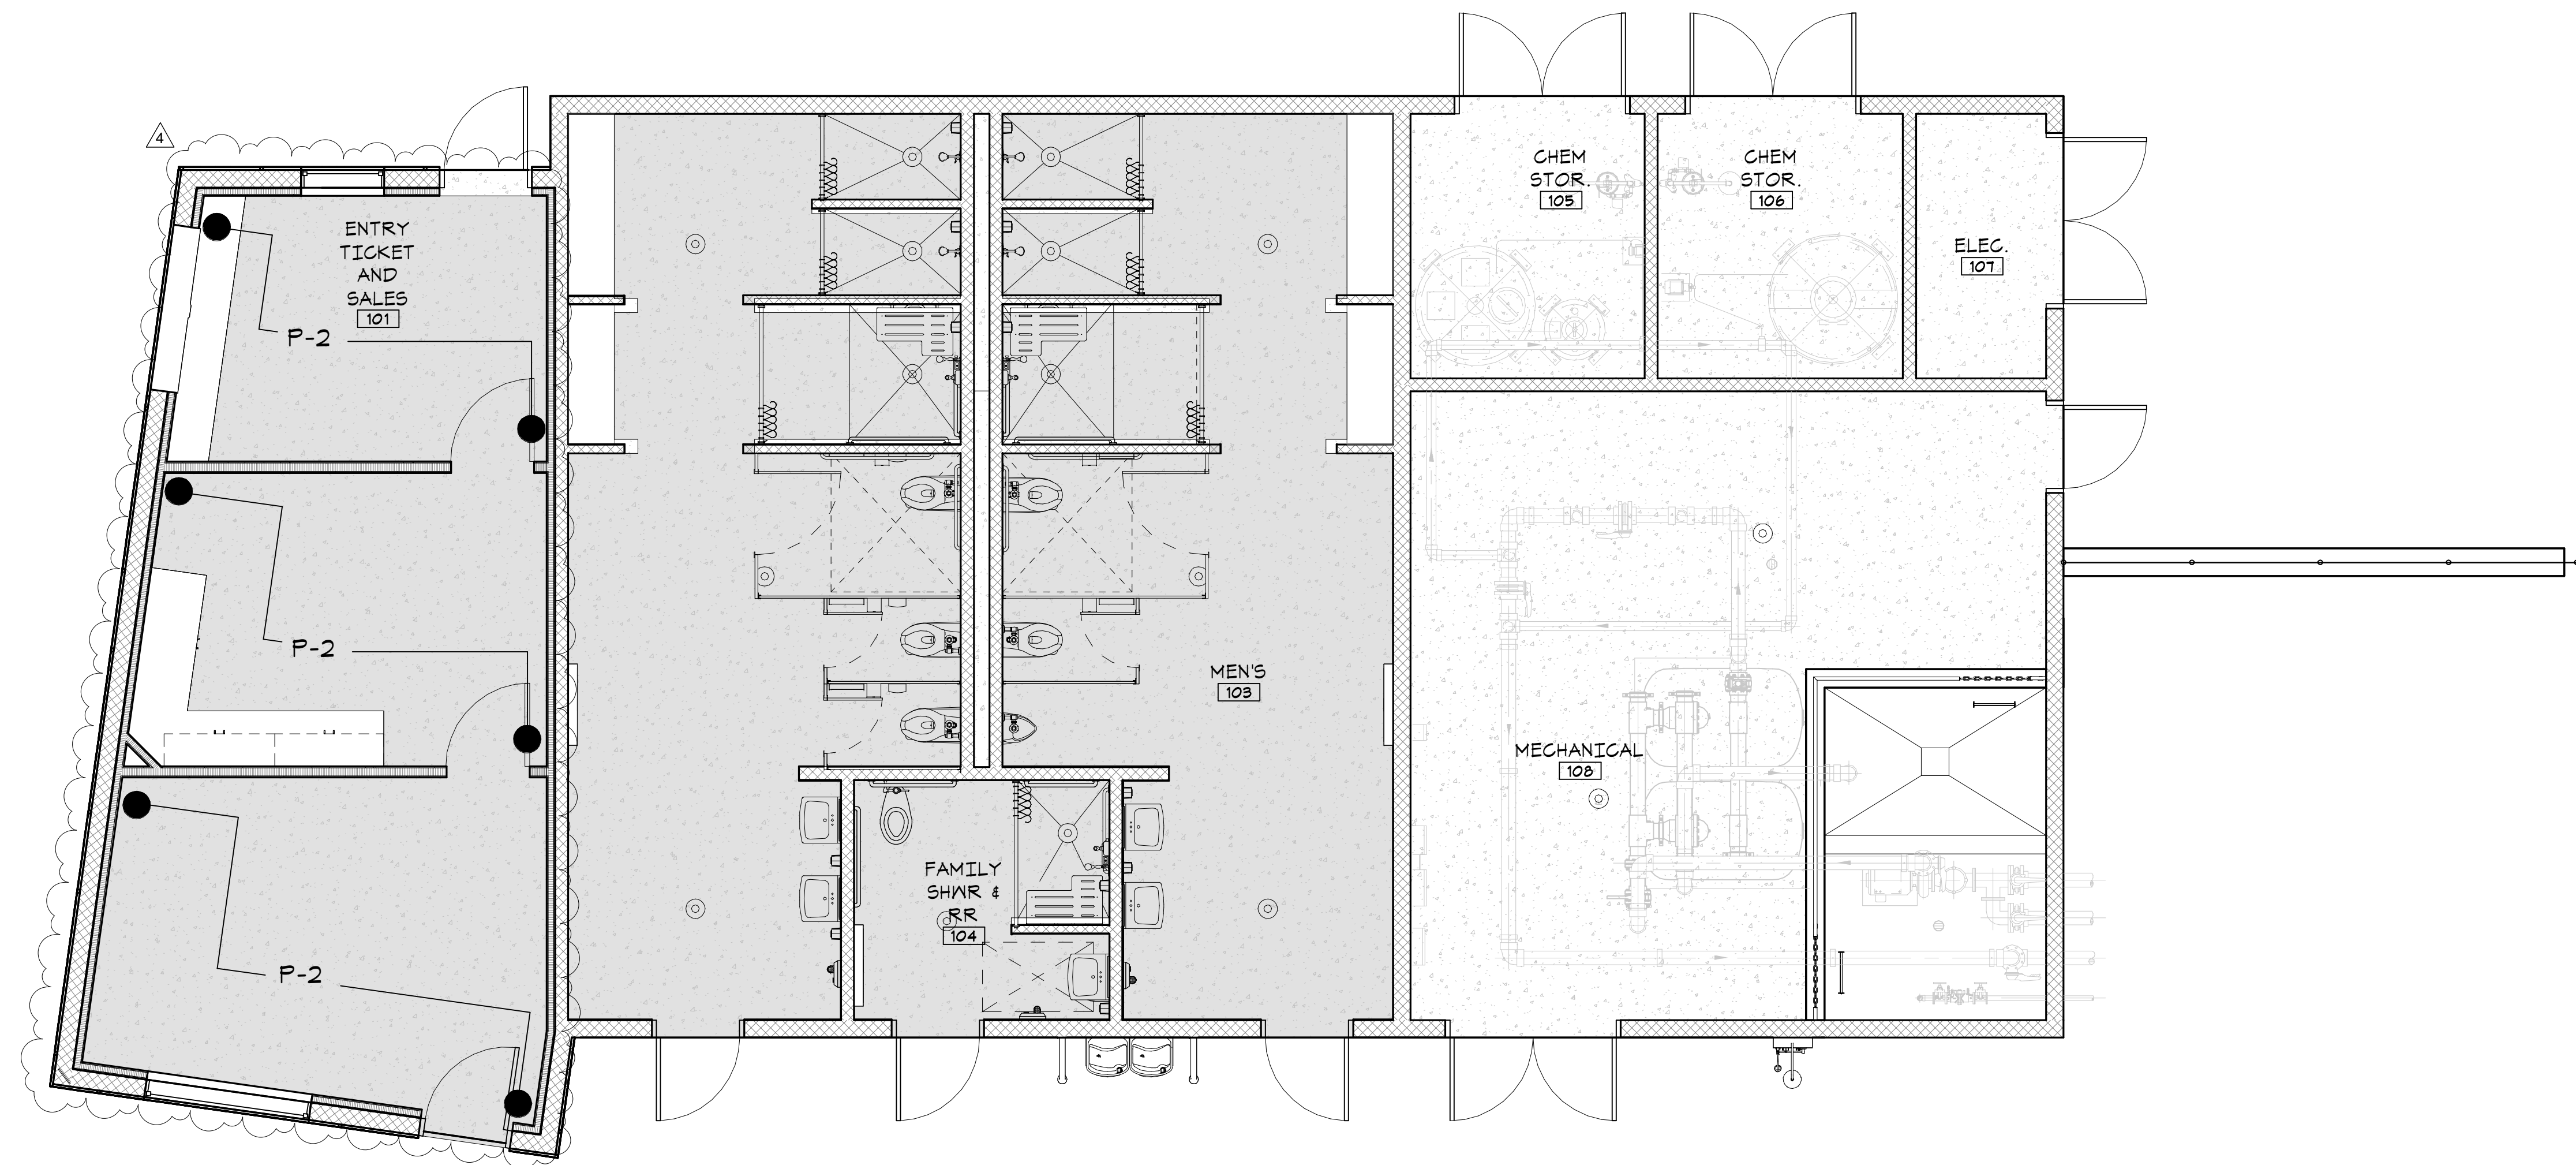 4
ENTRY
TICKET
AND
SALES
101
P-2
P-2
P-2
CHEM
STOR.
105
CHEM
STOR.
106
ELEC.
107
MEN'S
103
MECHANICAL
108
FAMILY
SHWR &
RR
104